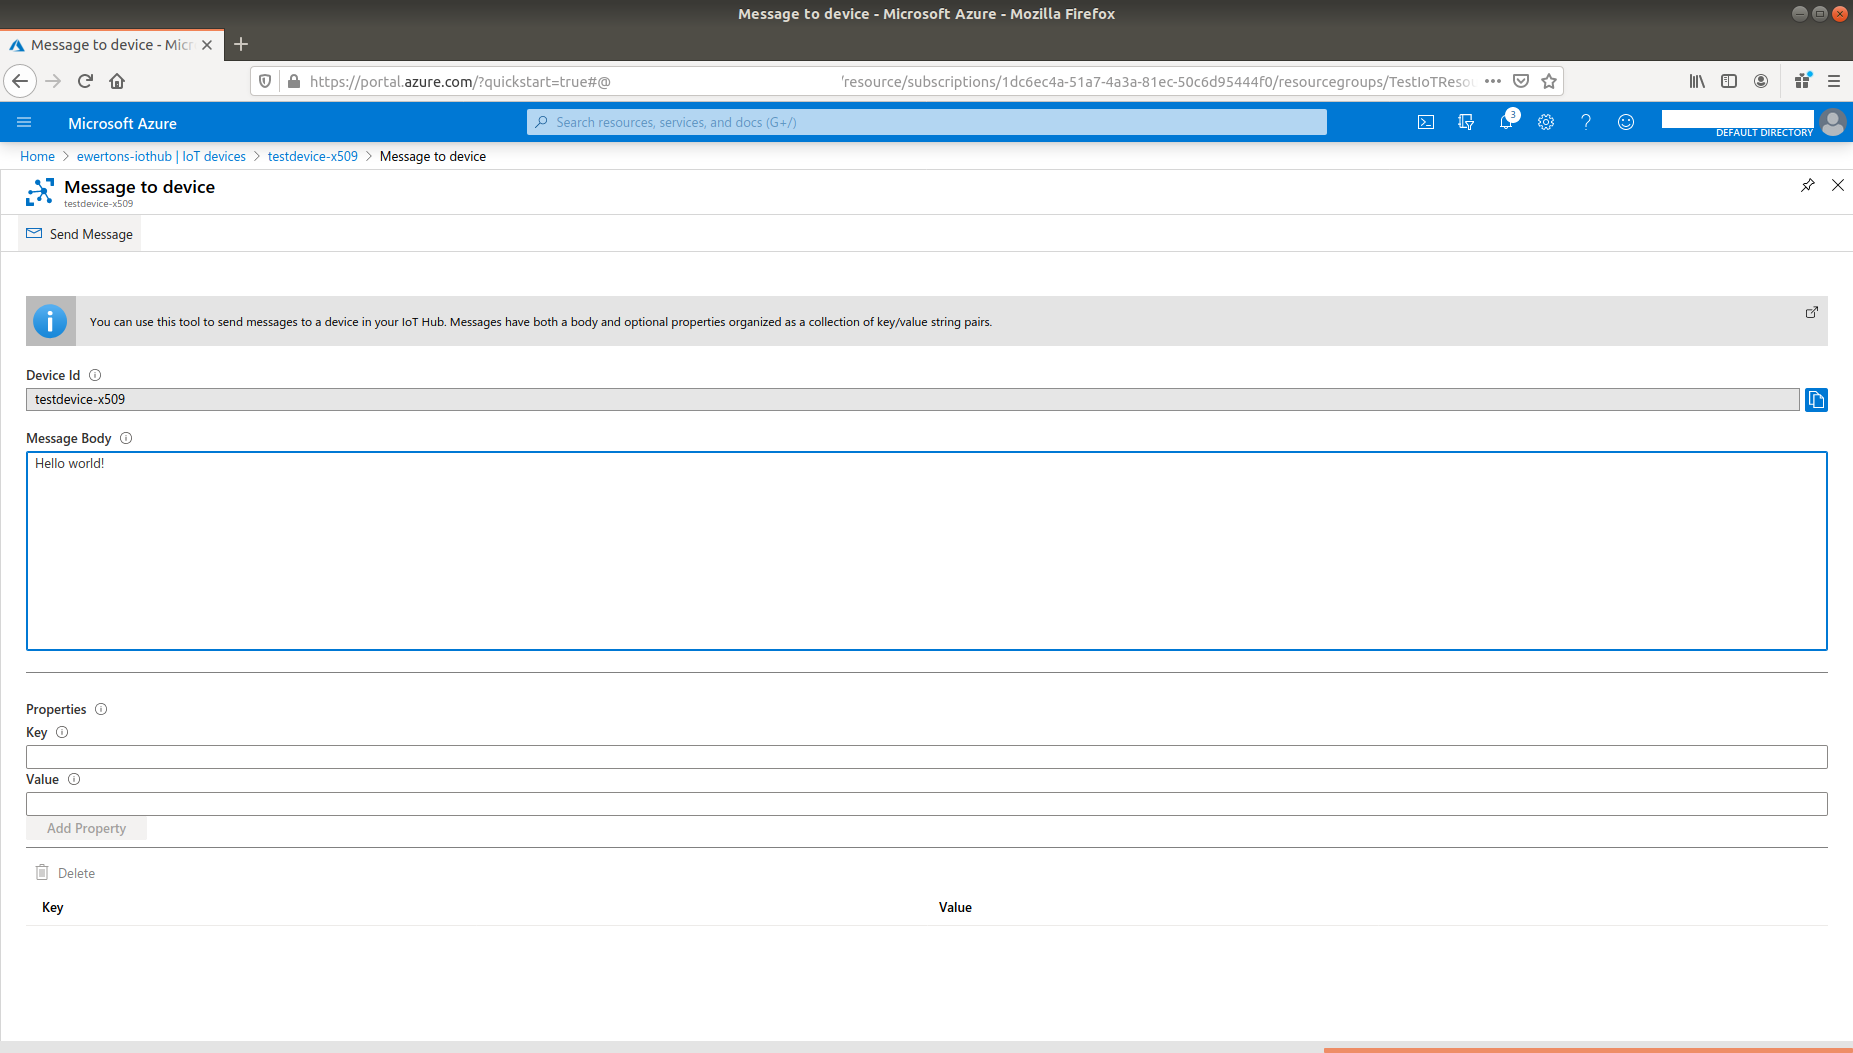 Message to device - Microsoft Azure - Mozilla Firefox
Message to device - Micr
https://portal.azure.com/?quickstart=true#@ /resource/subscriptions/1dc6ec4a-51a7-4a3a-81ec-50c6d95444f0/resourcegroups/TestIoTResou
Microsoft Azure
Search resources, services, and docs (G+/)
3
DEFAULT DIRECTORY
Home > ewertons-iothub | IoT devices > testdevice-x509 > Message to device
Message to device
testdevice-x509
Send Message
You can use this tool to send messages to a device in your IoT Hub. Messages have both a body and optional properties organized as a collection of key/value string pairs.
Device Id
testdevice-x509
Message Body
Hello world!
Properties
Key
Value
Add Property
Delete
Key Value